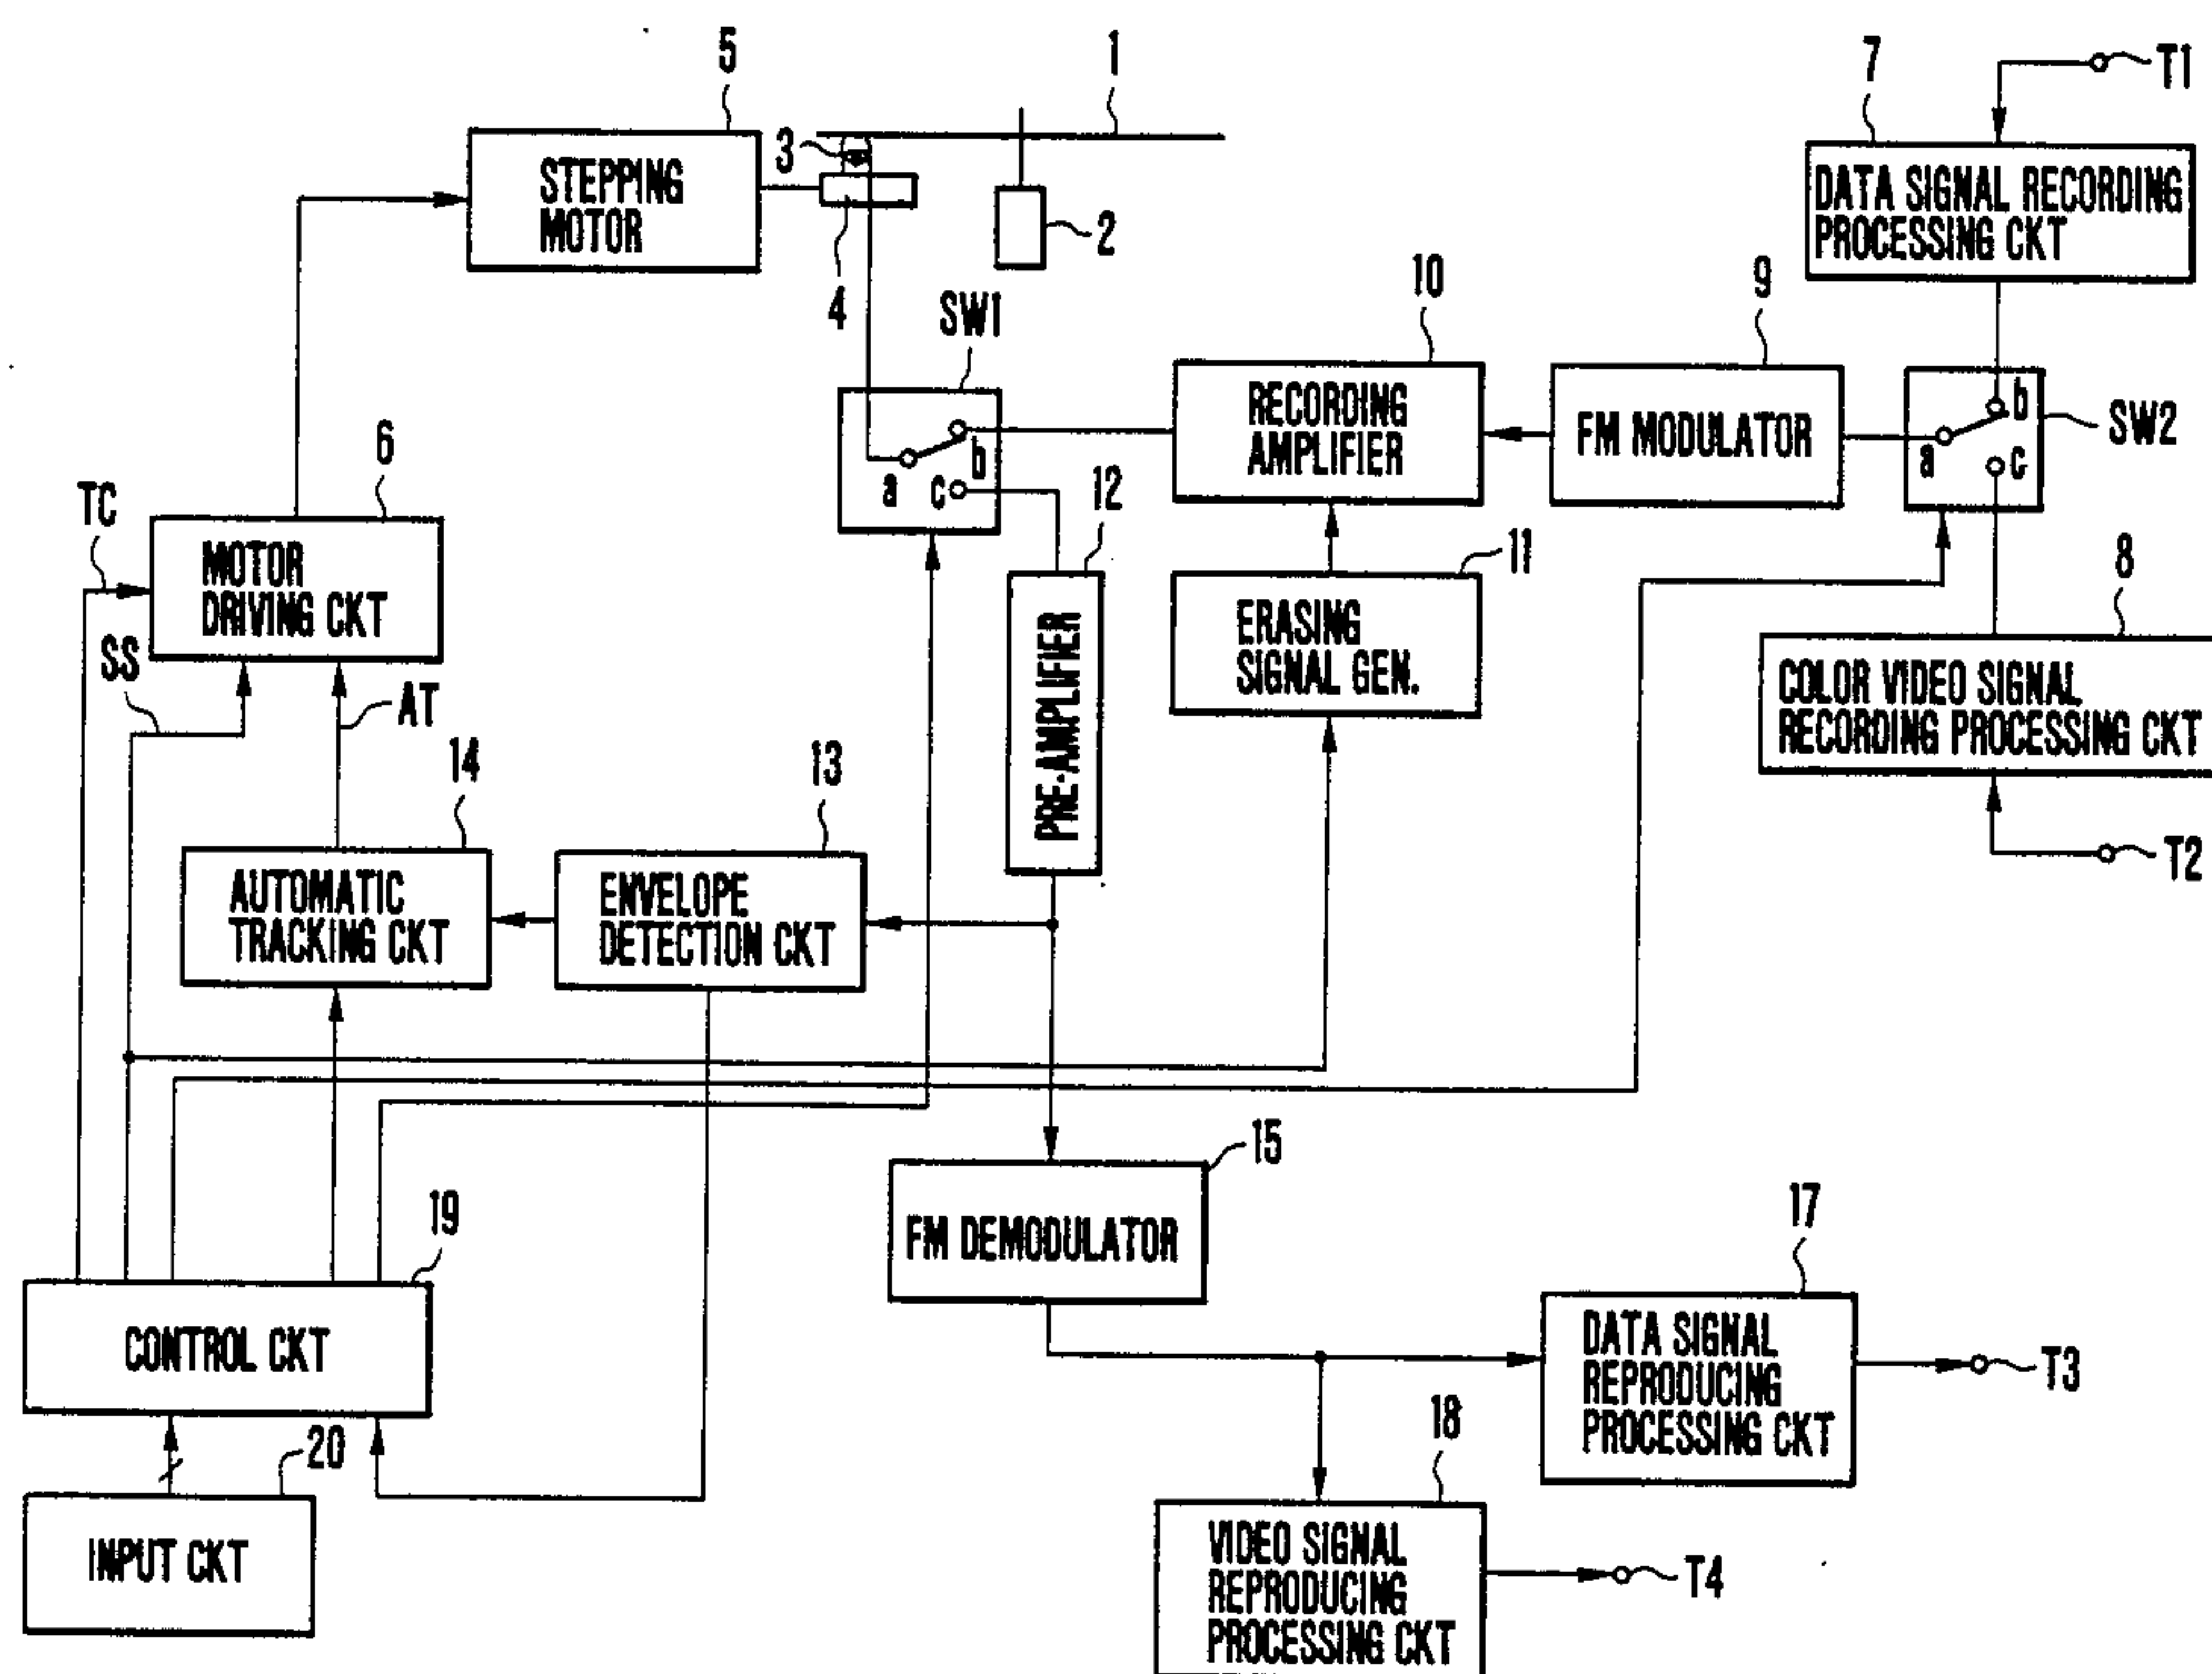 5
1
7
T1
3
STEPPING
MOTOR
DATA SIGNAL RECORDING
PROCESSING CKT
2
4
SW1
10
9
6
RECORDING
AMPLIFIER
FM MODULATOR
b
a
c
b
a
c
SW2
TC
12
11
8
MOTOR
DRIVING CKT
SS
AT
PRE-AMPLIFIER
ERASING
SIGNAL GEN.
COLOR VIDEO SIGNAL
RECORDING PROCESSING CKT
14
13
T2
AUTOMATIC
TRACKING CKT
ENVELOPE
DETECTION CKT
15
19
FM DEMODULATOR
17
CONTROL CKT
DATA SIGNAL
REPRODUCING
PROCESSING CKT
T3
20
18
INPUT CKT
VIDEO SIGNAL
REPRODUCING
PROCESSING CKT
T4